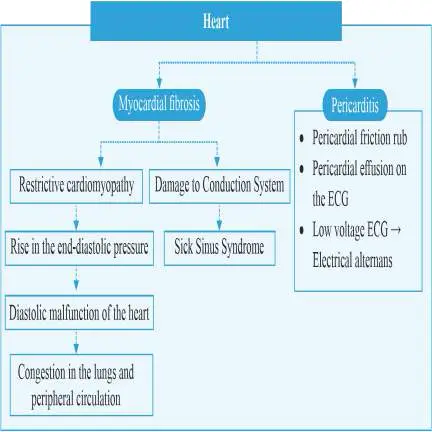 Heart
Myocardial fibrosis
Restrictive cardiomyopathy
Rise in the end-diastolic pressure
Diastolic malfunction of the heart
Congestion in the lungs and
peripheral circulation
Damage to Conduction System
Sick Sinus Syndrome
Pericarditis
• Pericardial friction rub
• Pericardial effusion on
the ECG
• Low voltage ECG →
Electrical alternans